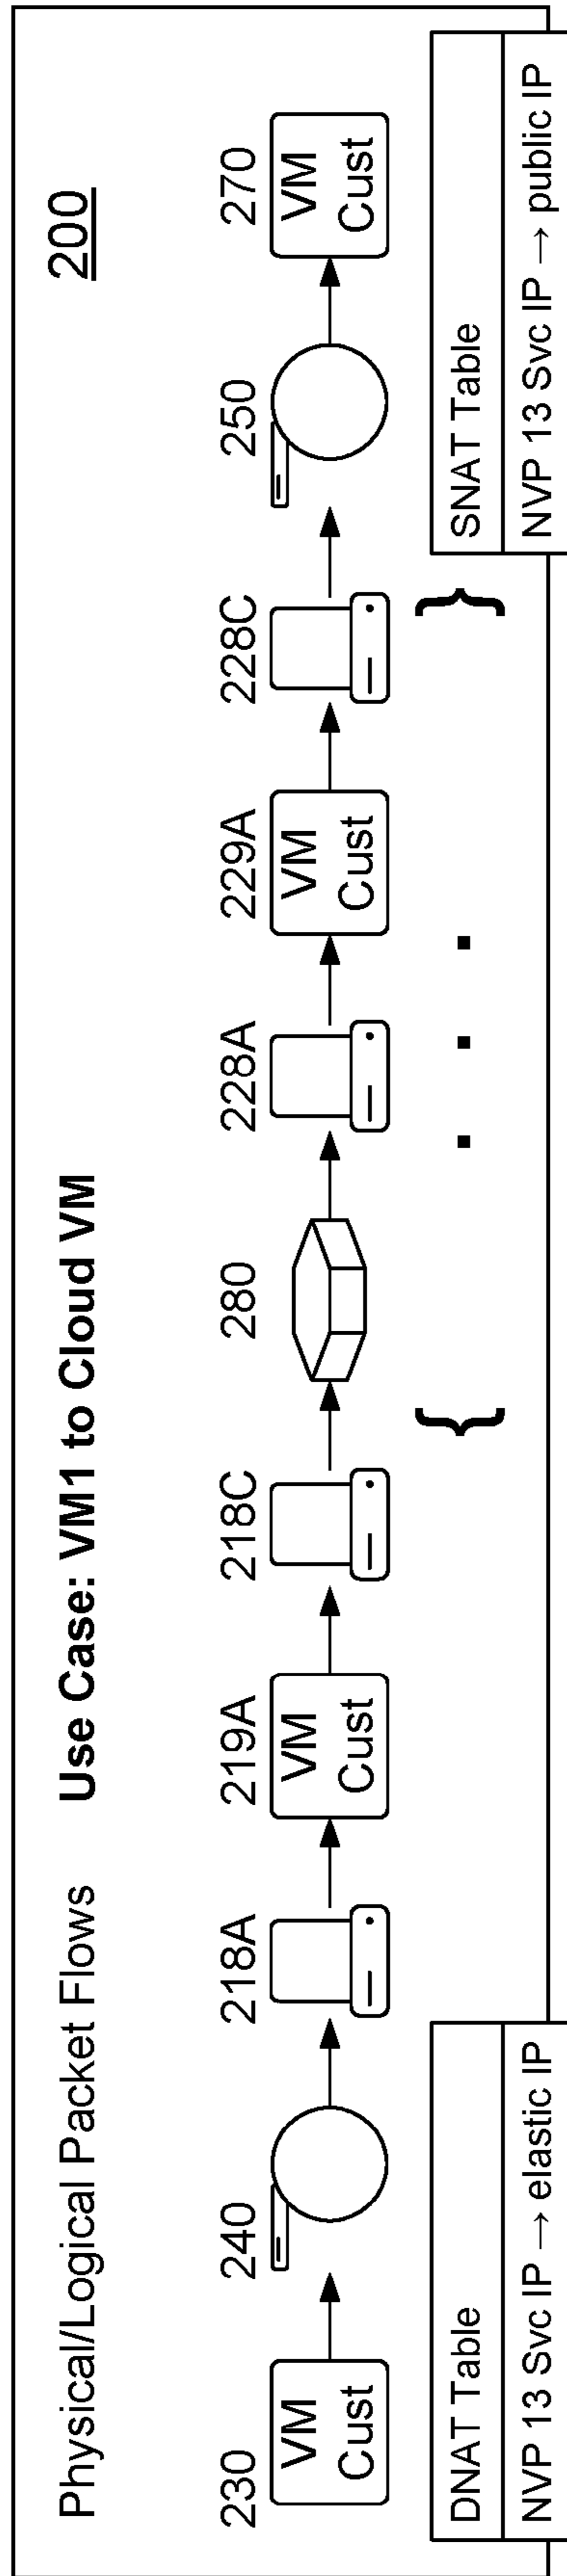 Physical/Logical Packet Flows Use Case: VM1 to Cloud VM
200
230 240 218A 219A 218C 280 228A 229A 228C 250 270
VM Cust
VM Cust
VM Cust
VM Cust
{ . . . }
DNAT Table
NVP 13 Svc IP → elastic IP
SNAT Table
NVP 13 Svc IP → public IP